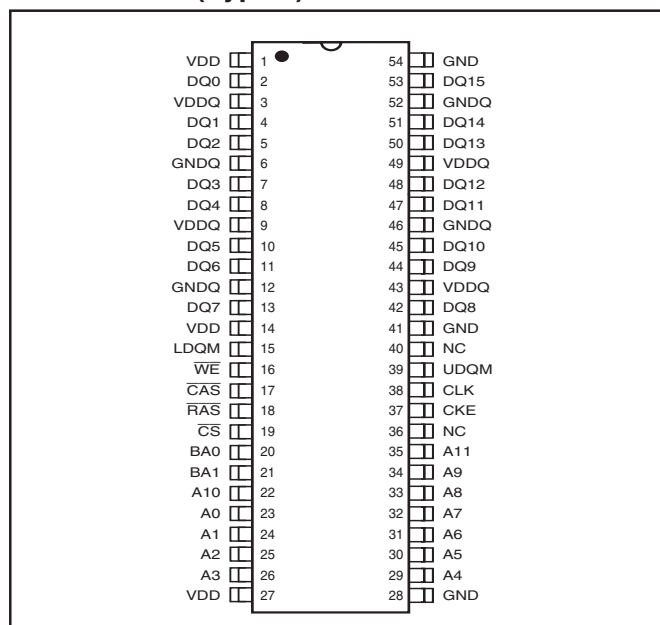 VDD 1 54 GND
DQ0 2 53 DQ15
VDDQ 3 52 GNDQ
DQ1 4 51 DQ14
DQ2 5 50 DQ13
GNDQ 6 49 VDDQ
DQ3 7 48 DQ12
DQ4 8 47 DQ11
VDDQ 9 46 GNDQ
DQ5 10 45 DQ10
DQ6 11 44 DQ9
GNDQ 12 43 VDDQ
DQ7 13 42 DQ8
VDD 14 41 GND
LDQM 15 40 NC
W̅E̅ 16 39 UDQM
C̅A̅S̅ 17 38 CLK
R̅A̅S̅ 18 37 CKE
C̅S̅ 19 36 NC
BA0 20 35 A11
BA1 21 34 A9
A10 22 33 A8
A0 23 32 A7
A1 24 31 A6
A2 25 30 A5
A3 26 29 A4
VDD 27 28 GND